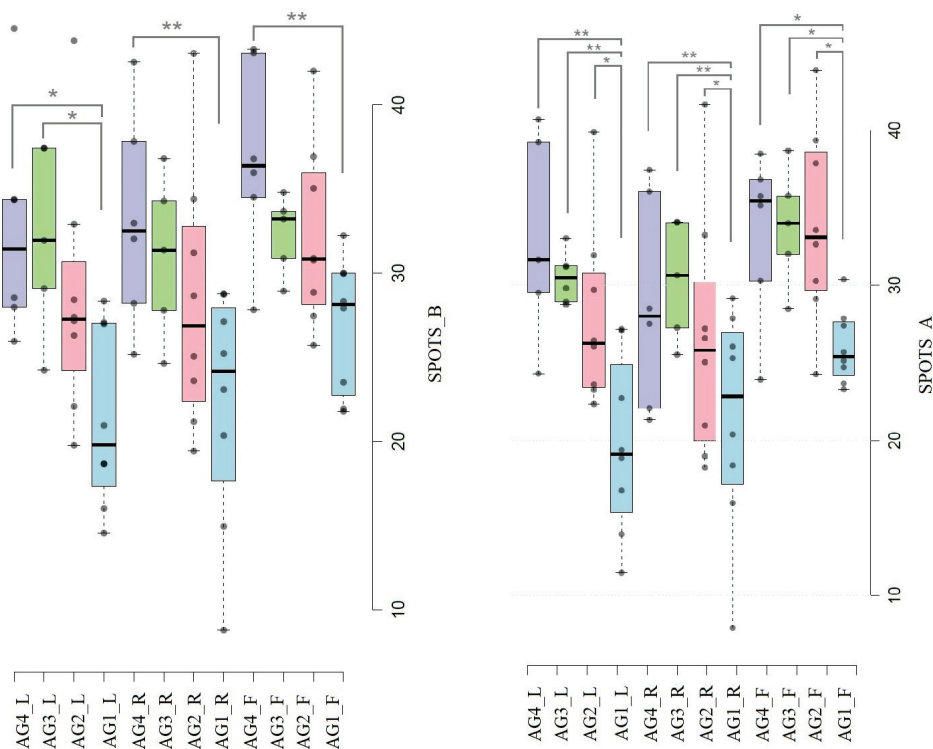 ** **
* *
** ** *
** ** *
* * *
40
30
20
10
SPOTS_B
AG4_L AG3_L AG2_L AG1_L AG4_R AG3_R AG2_R AG1_R AG4_F AG3_F AG2_F AG1_F
40
30
20
10
SPOTS_A
AG4_L AG3_L AG2_L AG1_L AG4_R AG3_R AG2_R AG1_R AG4_F AG3_F AG2_F AG1_F